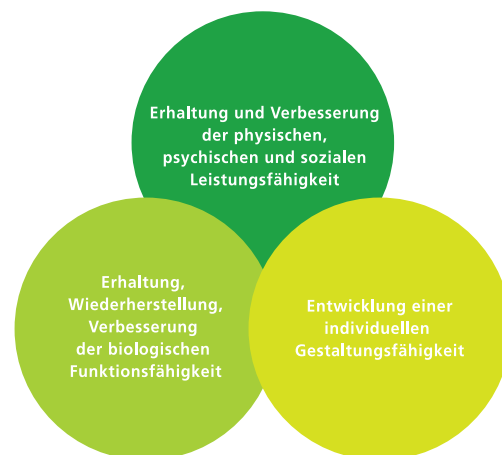 Erhaltung und Verbesserung
der physischen,
psychischen und sozialen
Leistungsfähigkeit
Erhaltung,
Wiederherstellung,
Verbesserung
der biologischen
Funktionsfähigkeit
Entwicklung einer
individuellen
Gestaltungsfähigkeit